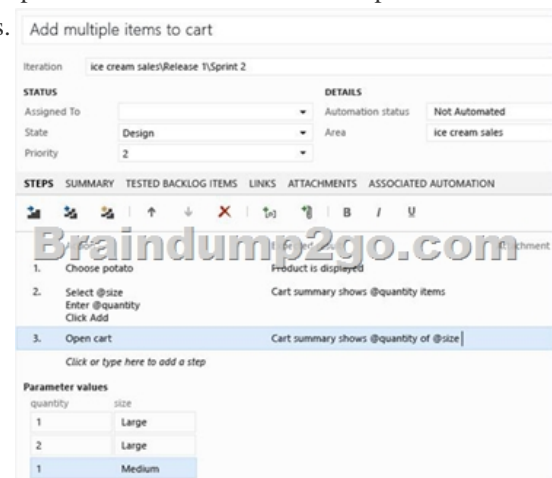 s.
Add multiple items to cart
Iteration ice cream sales\Release 1\Sprint 2
STATUS DETAILS
Assigned To Automation status Not Automated
State Design Area ice cream sales
Priority 2
STEPS SUMMARY TESTED BACKLOG ITEMS LINKS ATTACHMENTS ASSOCIATED AUTOMATION
B I U
Braindump2go.com
1. Choose potato Product is displayed
2. Select @size Cart summary shows @quantity items
Enter @quantity
Click Add
3. Open cart Cart summary shows @quantity of @size
Click or type here to add a step
Parameter values
quantity size
1 Large
2 Large
1 Medium